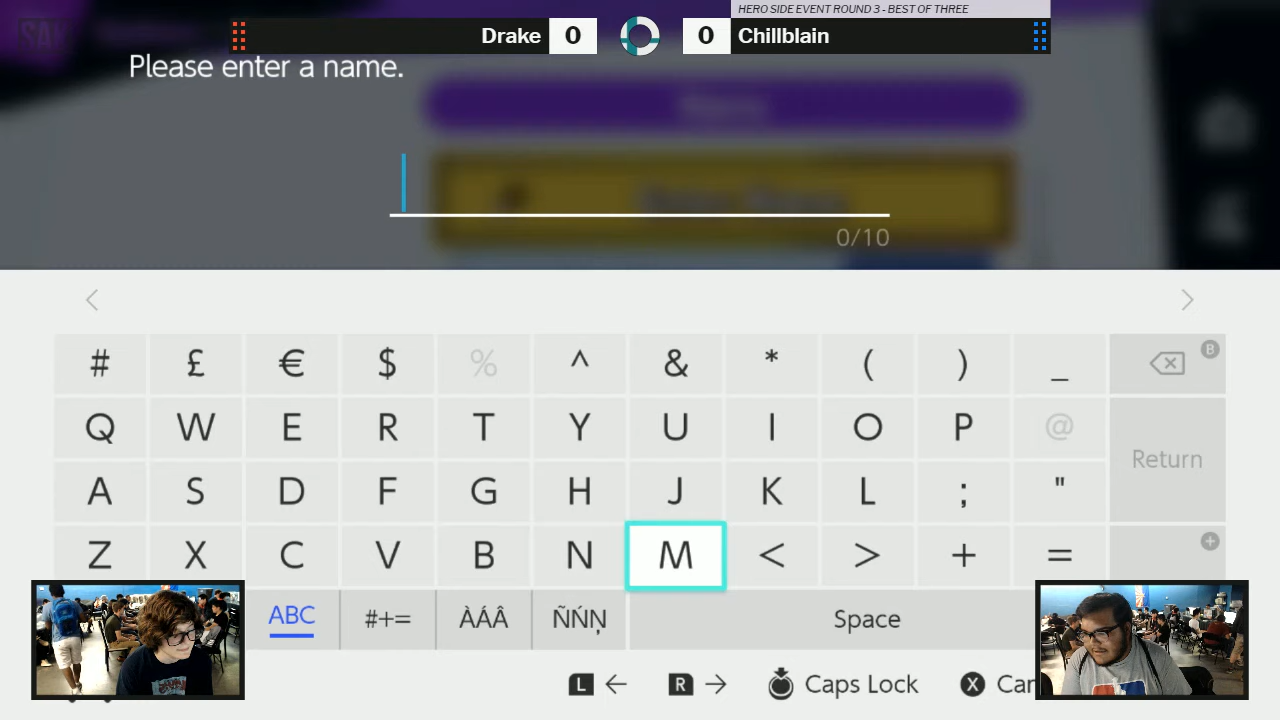 HERO SIDE EVENT ROUND 3 - BEST OF THREE
Drake 0 0 Chillblain
Please enter a name.
0/10
# £ € $ % ^ & * ( ) _ B
Q W E R T Y U I O P @
Return
A S D F G H J K L ; "
Z X C V B N M < > + = +
ABC #+= ÀÁÂ ÑŃŅ Space
L ← R → Caps Lock X Can